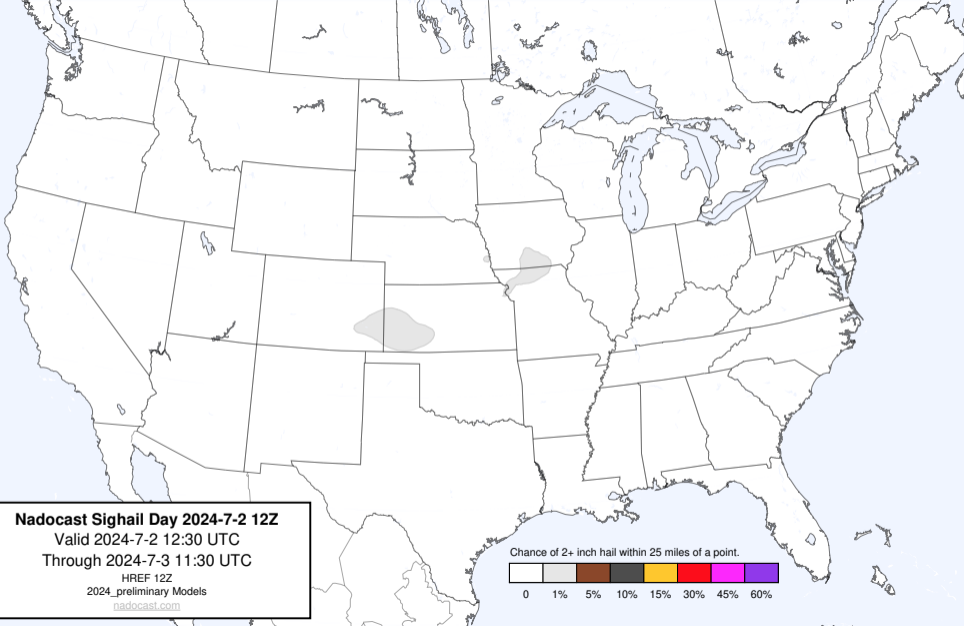 Nadocast Sighail Day 2024-7-2 12Z
Valid 2024-7-2 12:30 UTC
Through 2024-7-3 11:30 UTC
HREF 12Z
2024_preliminary Models
nadocast.com
Chance of 2+ inch hail within 25 miles of a point.
0 1% 5% 10% 15% 30% 45% 60%